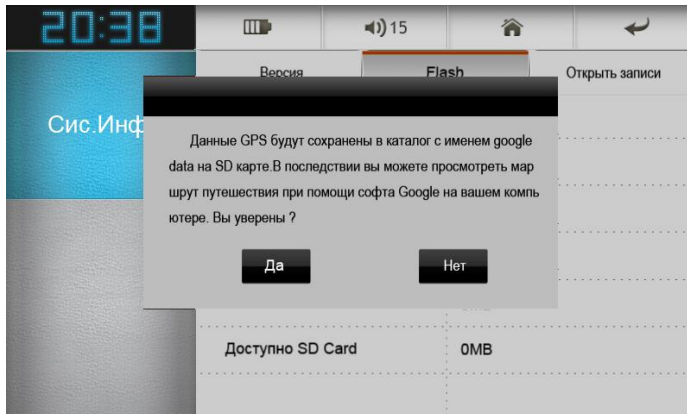 20:38
15
Версия
Flash
Открыть записи
Сис.Инф
Данные GPS будут сохранены в каталог с именем google
data на SD карте.В последствии вы можете просмотреть мар
шрут путешествия при помощи софта Google на вашем компь
ютере. Вы уверены ?
Да
Нет
Доступно SD Card
0MB